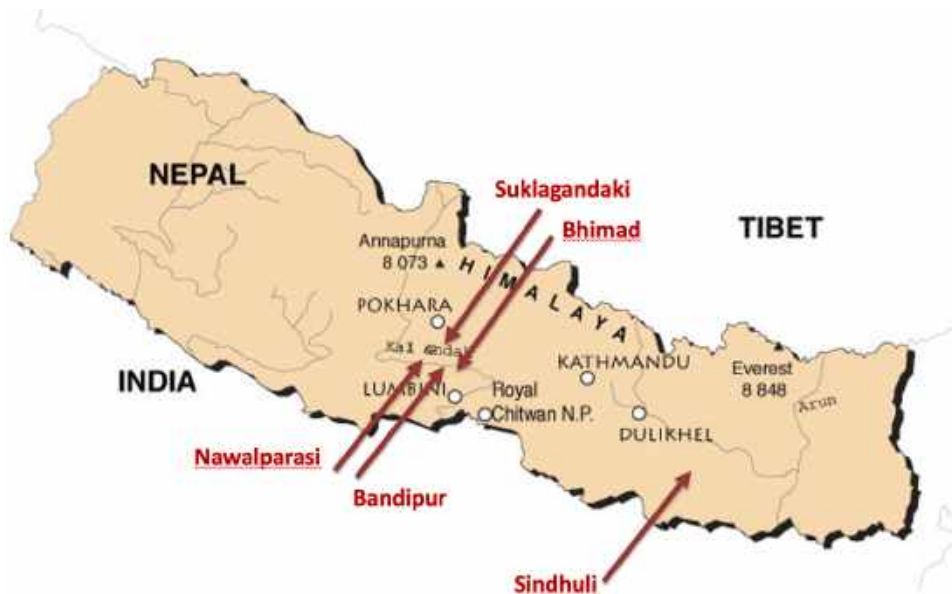 NEPAL
Suklagandaki
Bhimad
TIBET
Annapurna
8 073
HIMALAYA
POKHARA
INDIA
KATHMANDU
Everest
8 848
Arun
LUMBINI
Royal
Chitwan N.P.
DULIKHEL
Nawalparasi
Bandipur
Sindhuli